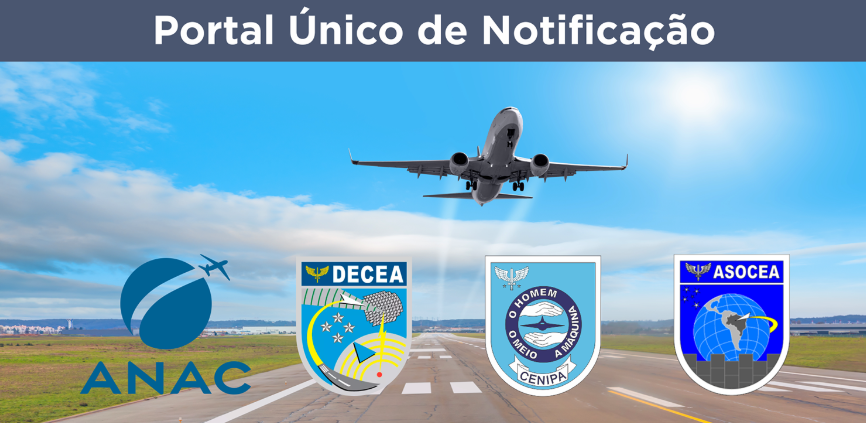 Portal Único de Notificação
ANAC
DECEA
O HOMEM
O MEIO
A MÁQUINA
CENIPA
ASOCEA